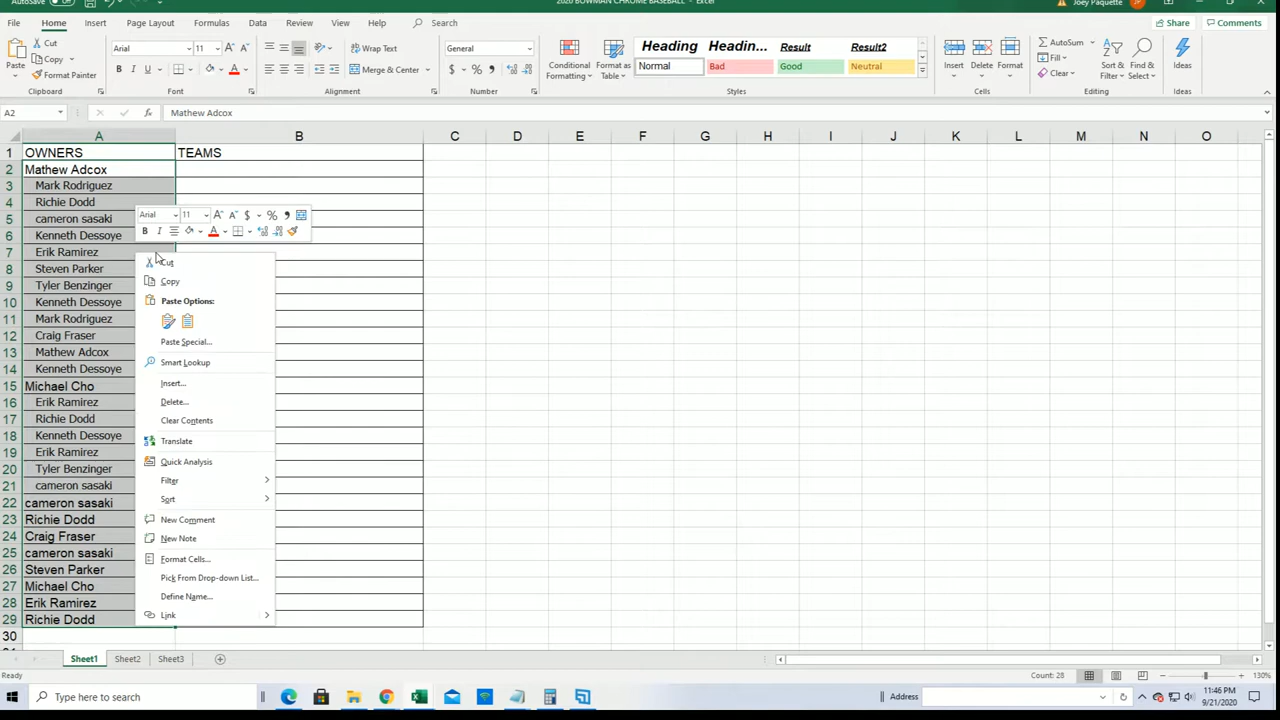 AutoSave Off 2020 BOWMAN CHROME BASEBALL - Excel Joey Paquette JP
File Home Insert Page Layout Formulas Data Review View Help Search Share Comments
Paste Cut Copy Format Painter Clipboard
Arial 11 Font
Wrap Text Merge & Center Alignment
General Number
Conditional Formatting Format as Table
Heading Headin... Result Result2
Normal Bad Good Neutral
Styles
Insert Delete Format Cells
AutoSum Fill Clear Sort & Filter Find & Select Editing
Ideas Ideas
A2 Mathew Adcox
A B C D E F G H I J K L M N O
1 OWNERS TEAMS
2 Mathew Adcox
3 Mark Rodriguez
4 Richie Dodd
5 cameron sasaki
6 Kenneth Dessoye
7 Erik Ramirez
8 Steven Parker
9 Tyler Benzinger
10 Kenneth Dessoye
11 Mark Rodriguez
12 Craig Fraser
13 Mathew Adcox
14 Kenneth Dessoye
15 Michael Cho
16 Erik Ramirez
17 Richie Dodd
18 Kenneth Dessoye
19 Erik Ramirez
20 Tyler Benzinger
21 cameron sasaki
22 cameron sasaki
23 Richie Dodd
24 Craig Fraser
25 cameron sasaki
26 Steven Parker
27 Michael Cho
28 Erik Ramirez
29 Richie Dodd
30
Arial 11
Cut
Copy
Paste Options:
Paste Special...
Smart Lookup
Insert...
Delete...
Clear Contents
Translate
Quick Analysis
Filter
Sort
New Comment
New Note
Format Cells...
Pick From Drop-down List...
Define Name...
Link
Sheet1 Sheet2 Sheet3
Ready Count: 28 130%
Type here to search Address 11:46 PM
9/21/2020